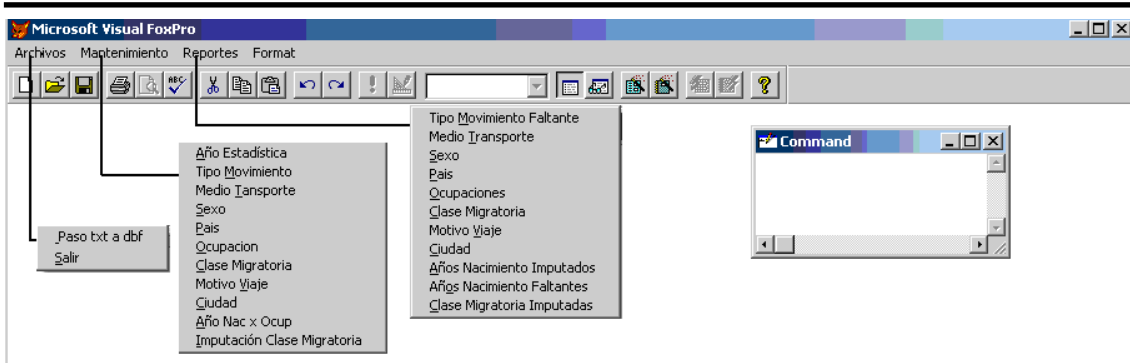 Microsoft Visual FoxPro
Archivos Mantenimiento Reportes Format
ABC
Command
Paso txt a dbf
Salir
Año Estadística
Tipo Movimiento
Medio Tansporte
Sexo
Pais
Ocupacion
Clase Migratoria
Motivo Viaje
Ciudad
Año Nac x Ocup
Imputación Clase Migratoria
Tipo Movimiento Faltante
Medio Transporte
Sexo
Pais
Ocupaciones
Clase Migratoria
Motivo Viaje
Ciudad
Años Nacimiento Imputados
Años Nacimiento Faltantes
Clase Migratoria Imputadas